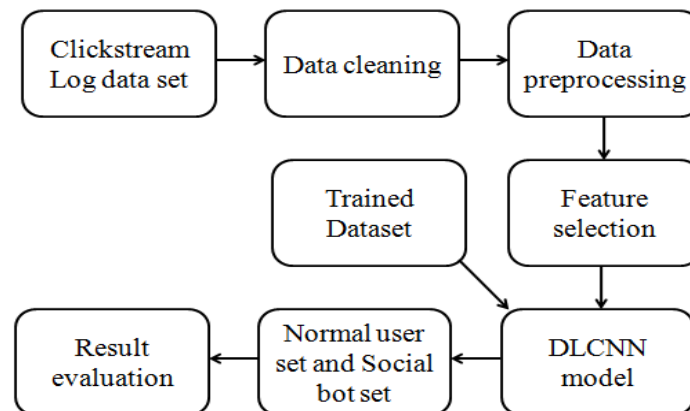 Clickstream
Log data set
Data cleaning
Data
preprocessing
Trained
Dataset
Feature
selection
Result
evaluation
Normal user
set and Social
bot set
DLCNN
model